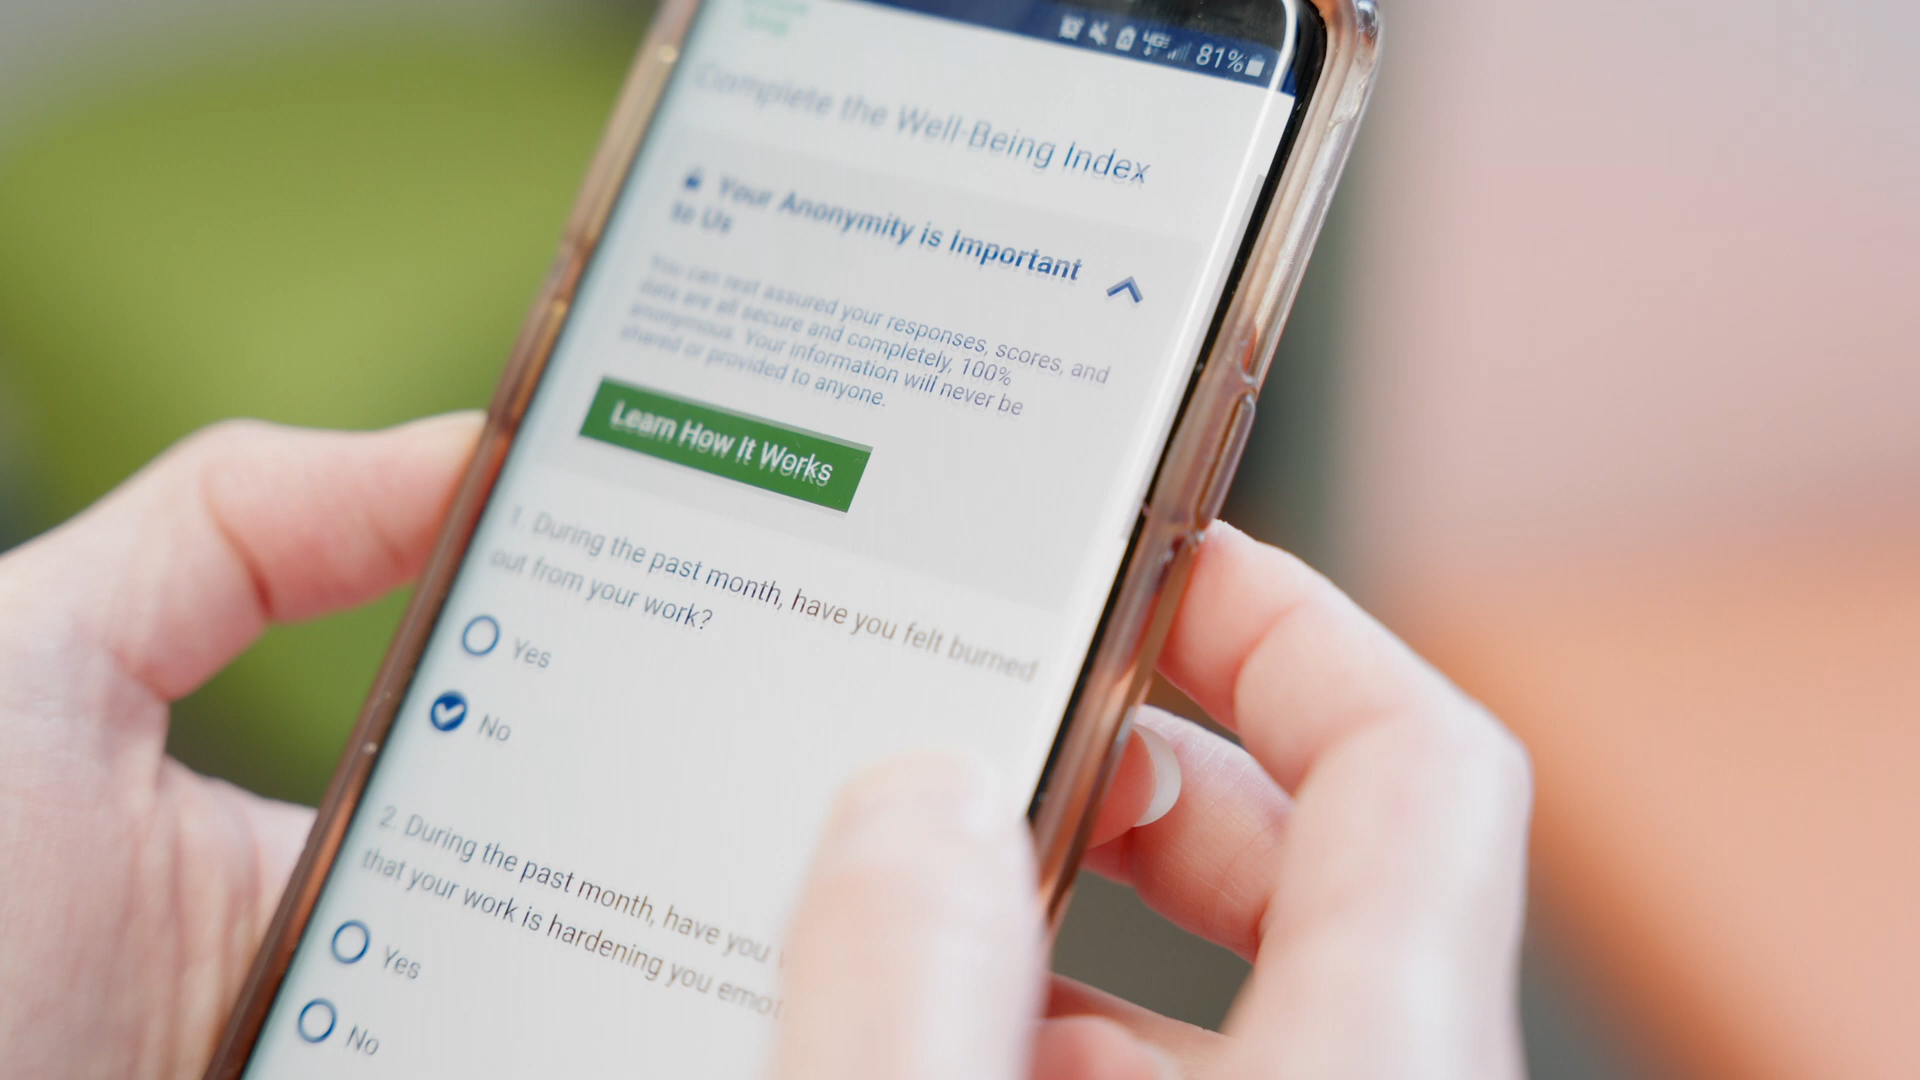 81%
Complete the Well-Being Index
Your Anonymity is Important
to Us
You can rest assured your responses, scores, and
data are all secure and completely, 100%
anonymous. Your information will never be
shared or provided to anyone.
Learn How It Works
1. During the past month, have you felt burned
out from your work?
Yes
No
2. During the past month, have you
that your work is hardening you
Yes
No